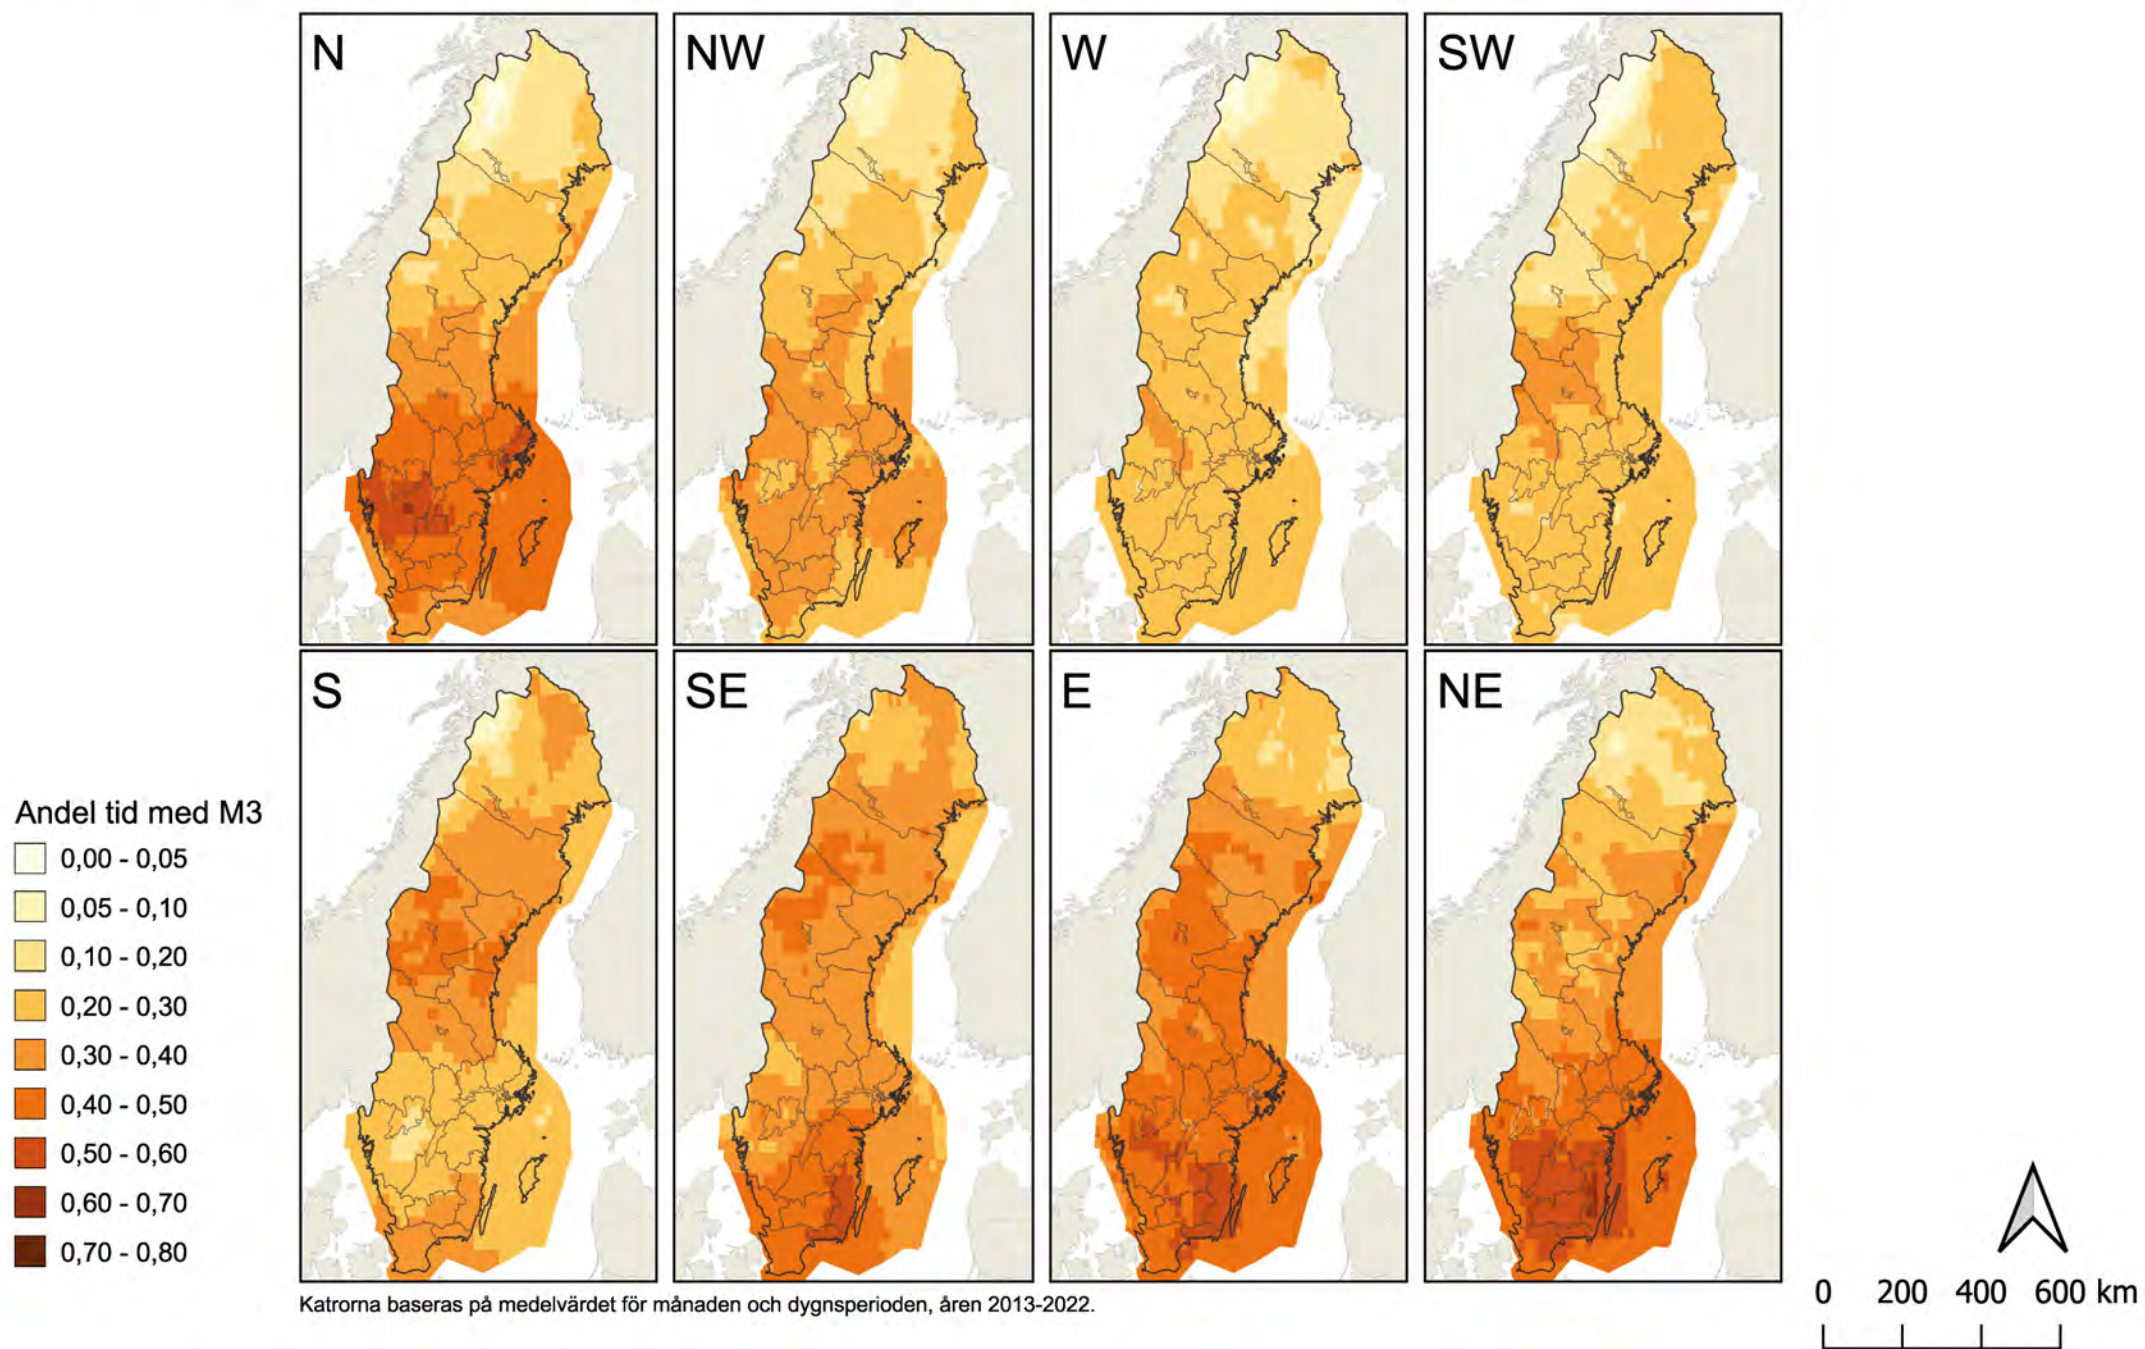 N
NW
W
SW
S
SE
E
NE
Andel tid med M3
0,00 - 0,05
0,05 - 0,10
0,10 - 0,20
0,20 - 0,30
0,30 - 0,40
0,40 - 0,50
0,50 - 0,60
0,60 - 0,70
0,70 - 0,80
Katrorna baseras på medelvärdet för månaden och dygnsperioden, åren 2013-2022.
0 200 400 600 km